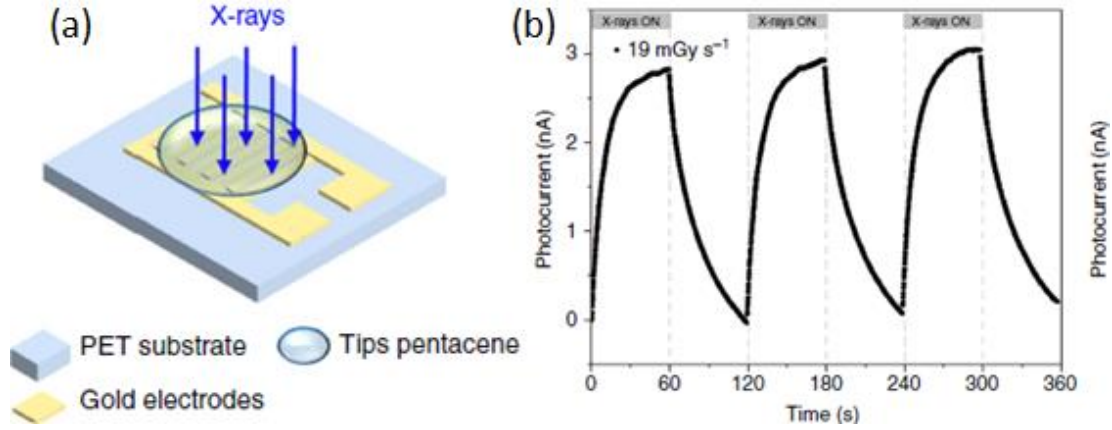 (a)
X-rays
PET substrate
Tips pentacene
Gold electrodes
(b)
X-rays ON
X-rays ON
X-rays ON
• 19 mGy s⁻¹
Photocurrent (nA)
3
2
1
0
0
60
120
180
240
300
360
Time (s)
Photocurrent (nA)